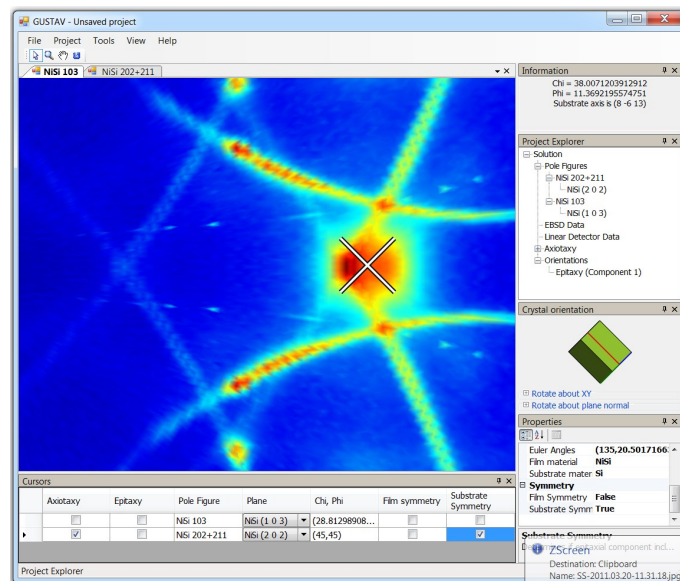 GUSTAV - Unsaved project
File Project Tools View Help
NiSi 103 NiSi 202+211
Information
Chi = 38.0071203912912
Phi = 11.3692195574751
Substrate axis is (8 -6 13)
Project Explorer
Solution
Pole Figures
NiSi 202+211
NiSi (2 0 2)
NiSi 103
NiSi (1 0 3)
EBSD Data
Linear Detector Data
Axiotaxy
Orientations
Epitaxy (Component 1)
Crystal orientation
Rotate about XY
Rotate about plane normal
Properties
Euler Angles (135,20.5017166
Film material NiSi
Substrate mater Si
Symmetry
Film Symmetry False
Substrate Symm True
Substrate Symmetry
Cursors
Axiotaxy Epitaxy Pole Figure Plane Chi, Phi Film symmetry Substrate Symmetry
NiSi 103 NiSi (1 0 3) (28.81298908...
NiSi 202+211 NiSi (2 0 2) (45,45)
Project Explorer
ZScreen
Destination: Clipboard
Name: SS-2011.03.20-11.31.18.jpg